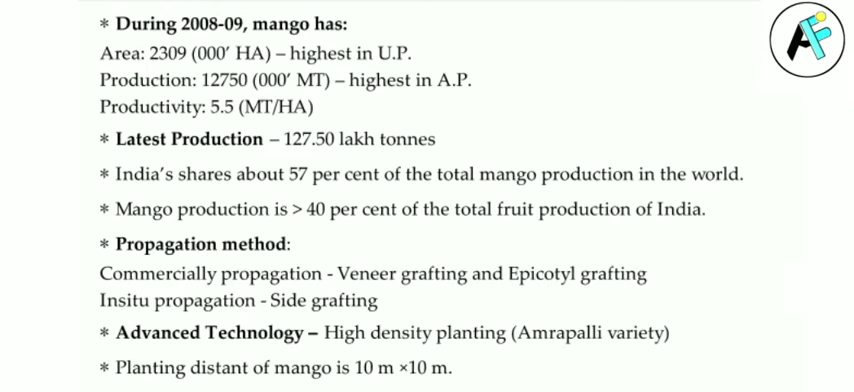 * During 2008-09, mango has:
Area: 2309 (000′ HA) – highest in U.P.
Production: 12750 (000′ MT) – highest in A.P.
Productivity: 5.5 (MT/HA)
* Latest Production – 127.50 lakh tonnes
* India’s shares about 57 per cent of the total mango production in the world.
* Mango production is > 40 per cent of the total fruit production of India.
* Propagation method:
Commercially propagation - Veneer grafting and Epicotyl grafting
Insitu propagation - Side grafting
* Advanced Technology – High density planting (Amrapalli variety)
* Planting distant of mango is 10 m ×10 m.
AF